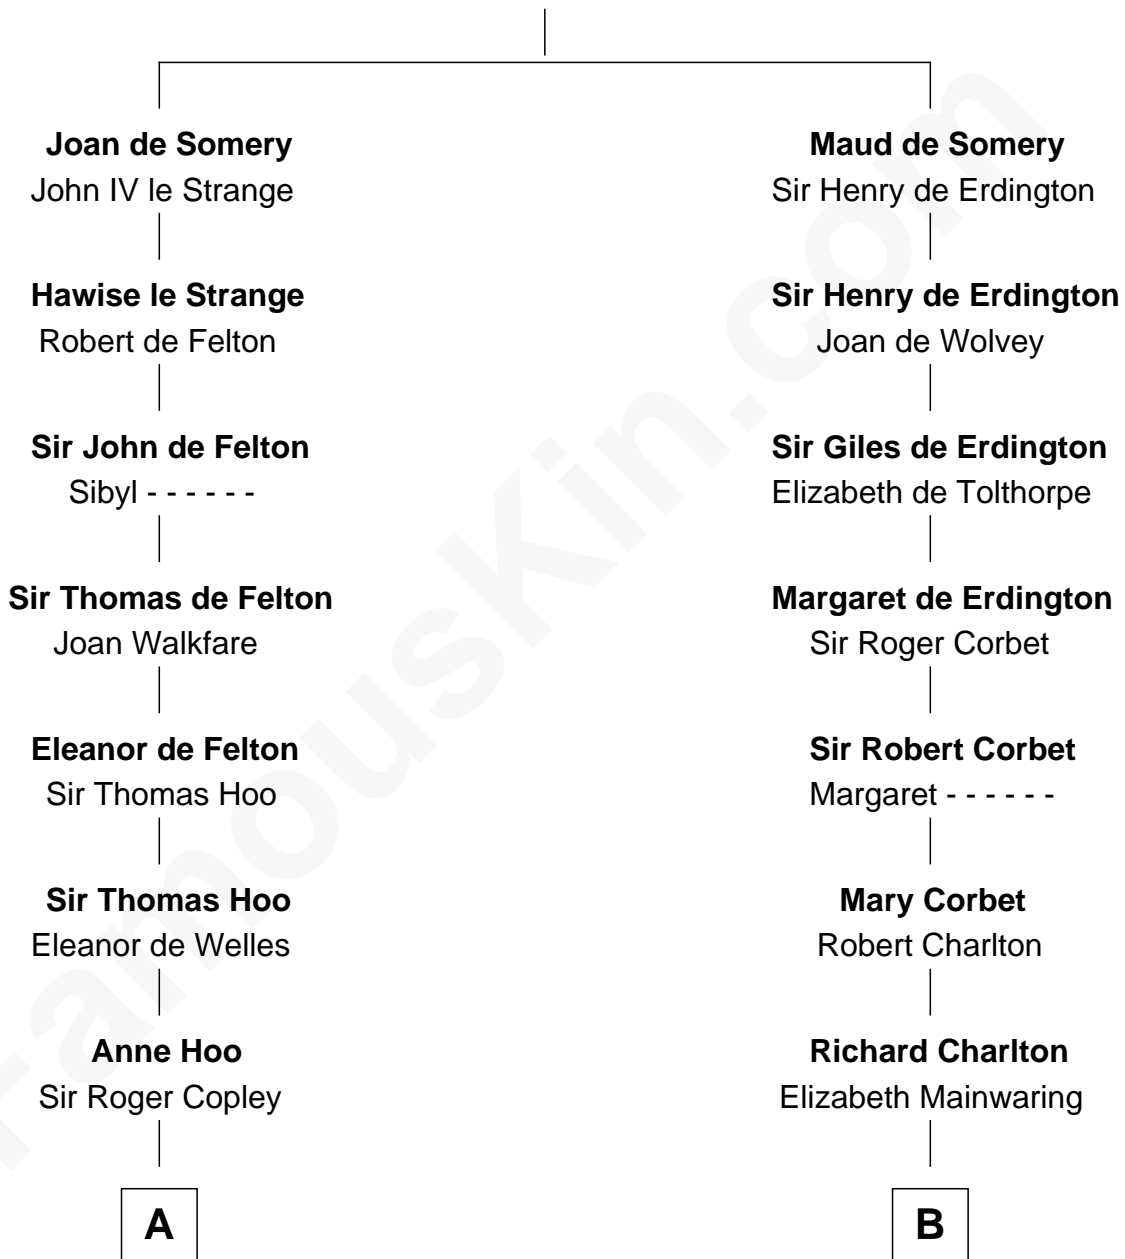 Joan de Somery
John IV le Strange
Maud de Somery
Sir Henry de Erdington
Hawise le Strange
Robert de Felton
Sir Henry de Erdington
Joan de Wolvey
Sir John de Felton
Sibyl - - - - - -
Sir Giles de Erdington
Elizabeth de Tolthorpe
Sir Thomas de Felton
Joan Walkfare
Margaret de Erdington
Sir Roger Corbet
Eleanor de Felton
Sir Thomas Hoo
Sir Robert Corbet
Margaret - - - - - -
Sir Thomas Hoo
Eleanor de Welles
Mary Corbet
Robert Charlton
Anne Hoo
Sir Roger Copley
Richard Charlton
Elizabeth Mainwaring
A
B
FamousKin.com